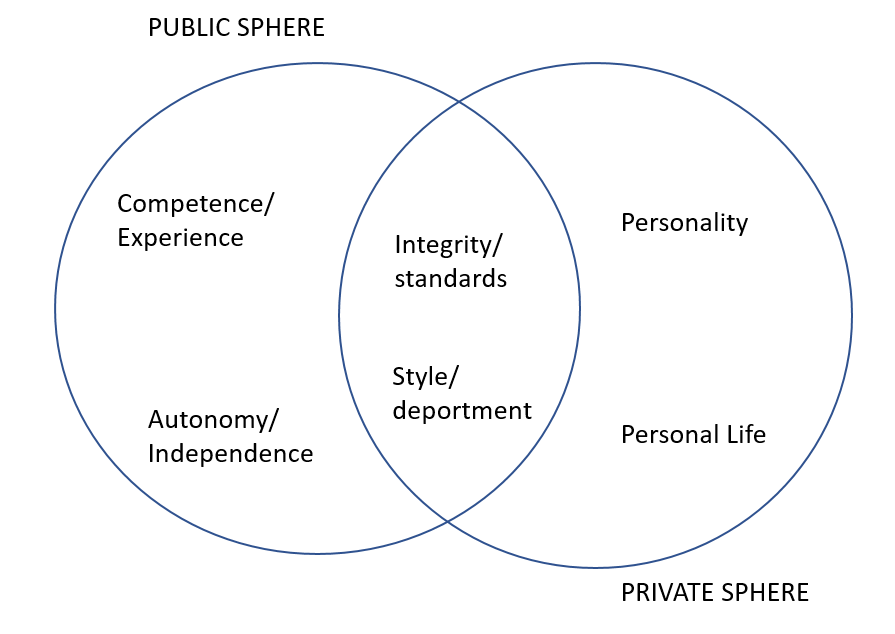 PUBLIC SPHERE
Competence/
Experience
Autonomy/
Independence
Integrity/
standards
Style/
deportment
Personality
Personal Life
PRIVATE SPHERE